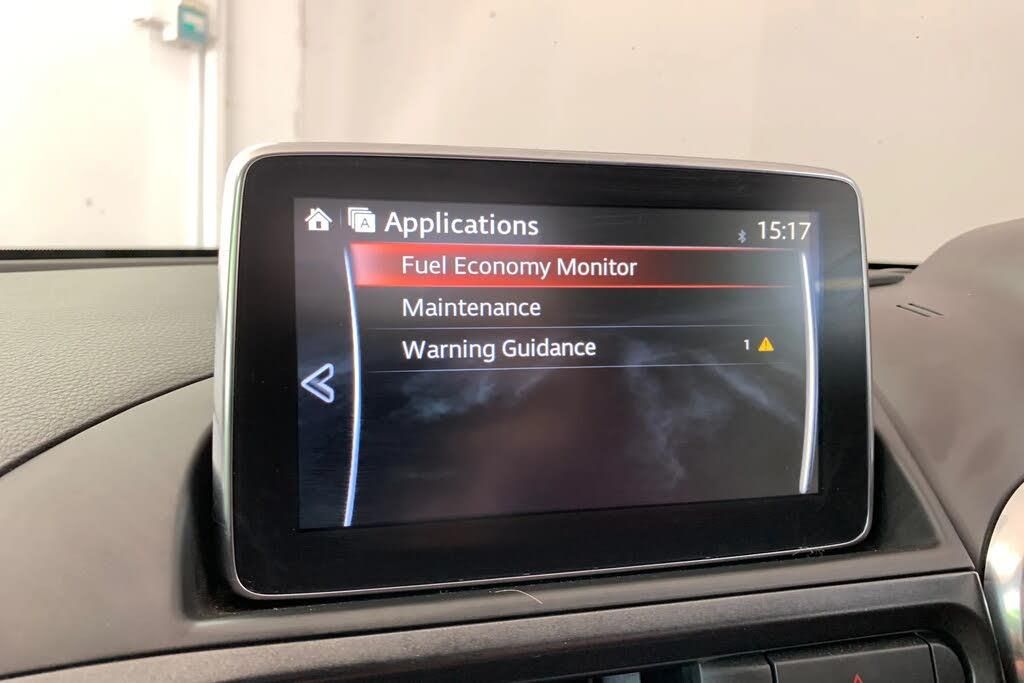 A Applications 15:17
Fuel Economy Monitor
Maintenance
Warning Guidance 1